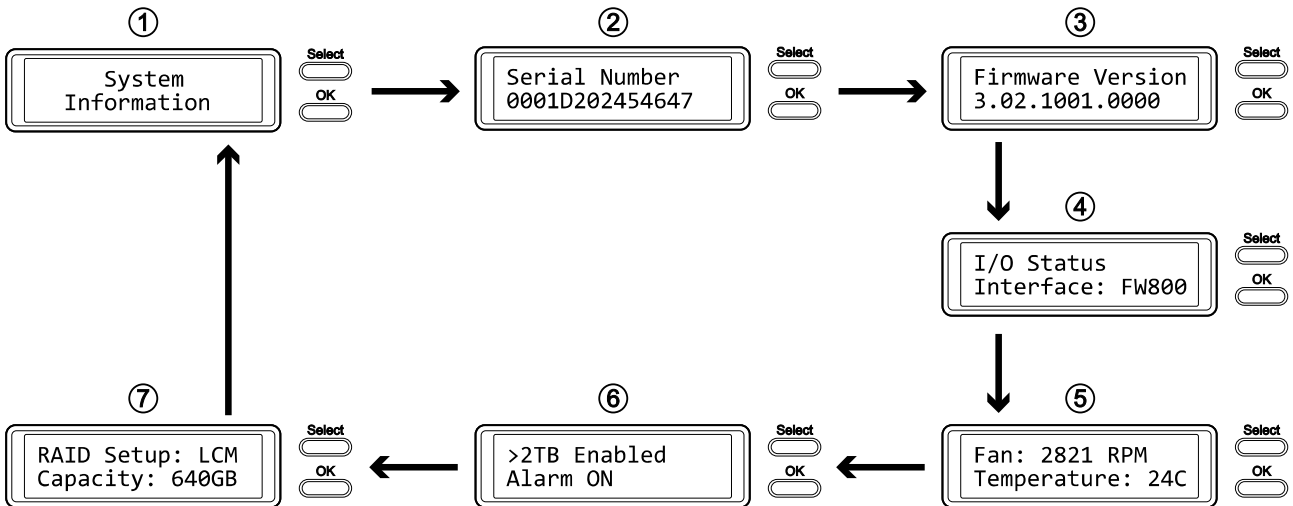 ①
System
Information
Select
OK
②
Serial Number
0001D202454647
Select
OK
③
Firmware Version
3.02.1001.0000
Select
OK
④
I/O Status
Interface: FW800
Select
OK
⑤
Fan: 2821 RPM
Temperature: 24C
Select
OK
⑥
>2TB Enabled
Alarm ON
Select
OK
⑦
RAID Setup: LCM
Capacity: 640GB
Select
OK